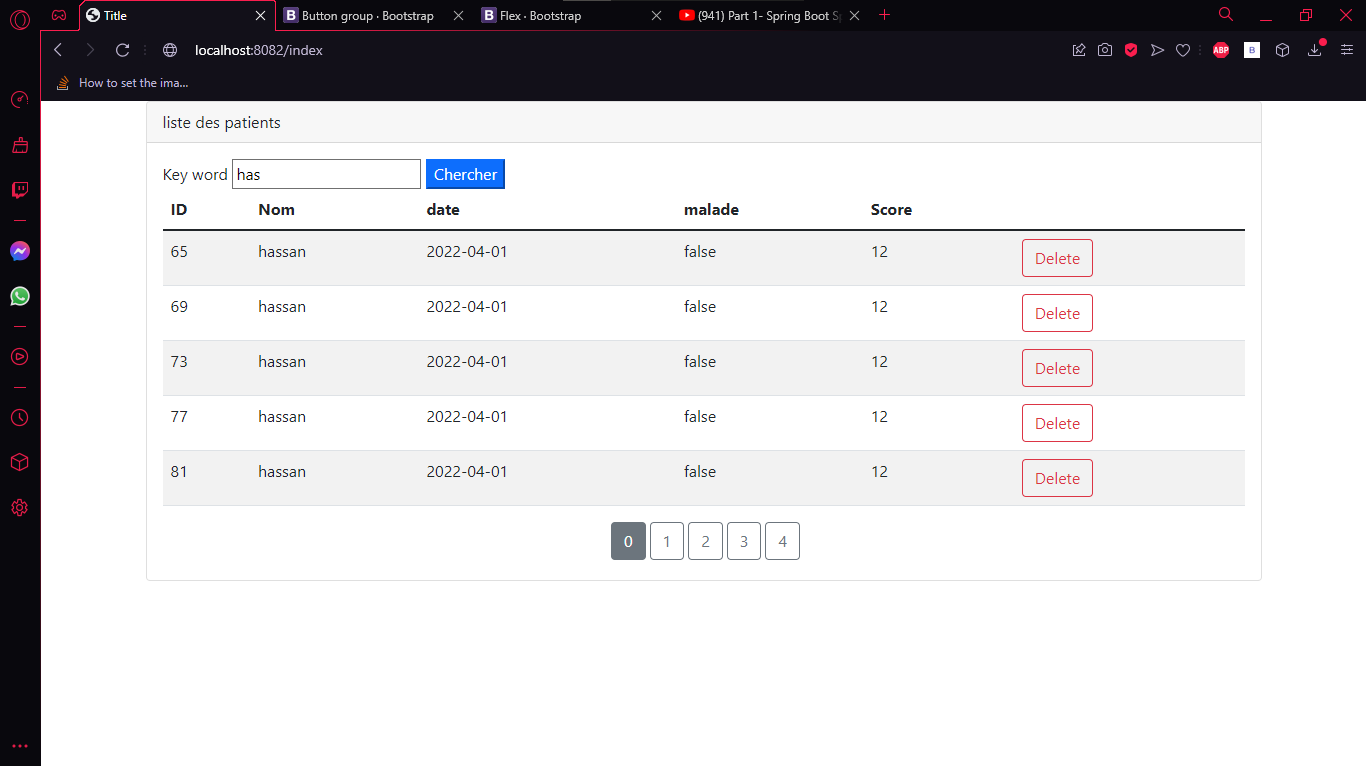 Title
Button group · Bootstrap
Flex · Bootstrap
(941) Part 1- Spring Boot S
localhost:8082/index
ABP
B
How to set the ima...
liste des patients
Key word has Chercher
ID Nom date malade Score
65 hassan 2022-04-01 false 12 Delete
69 hassan 2022-04-01 false 12 Delete
73 hassan 2022-04-01 false 12 Delete
77 hassan 2022-04-01 false 12 Delete
81 hassan 2022-04-01 false 12 Delete
0 1 2 3 4